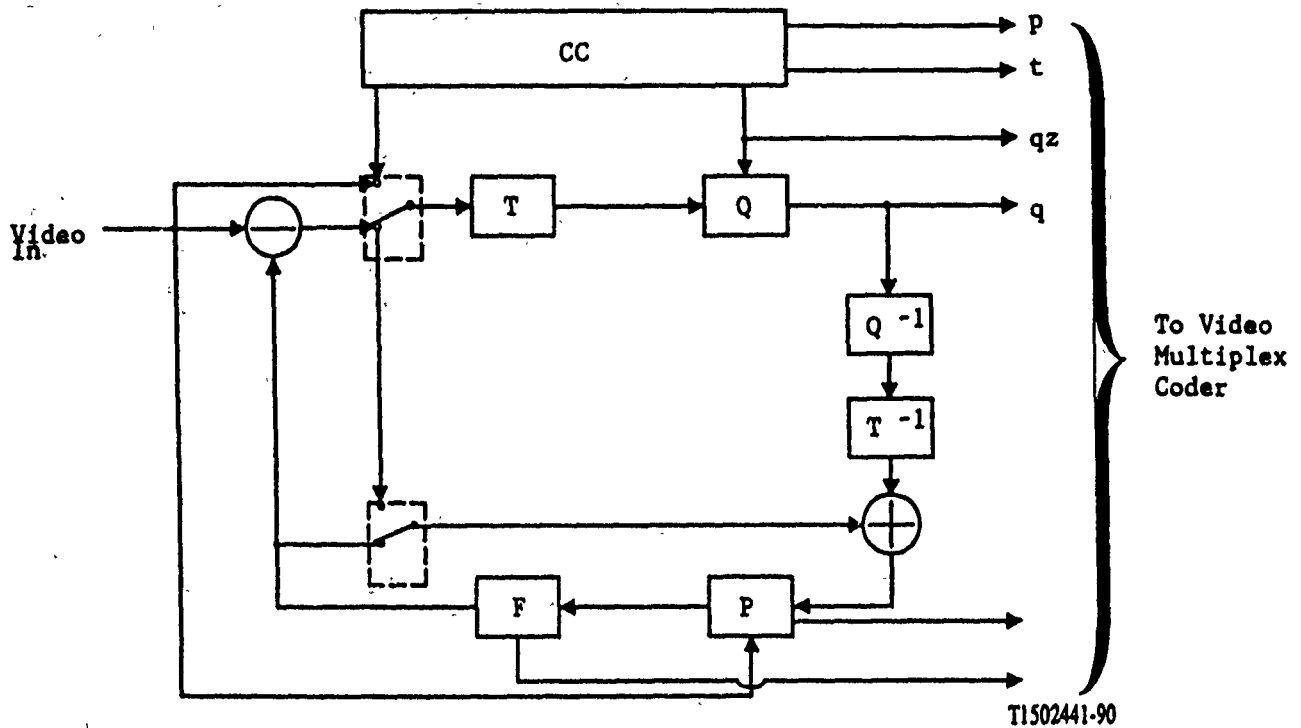 CC
p
t
qz
q
T
Q
Video
In
Q -1
T -1
To Video
Multiplex
Coder
F
P
T1502441-90